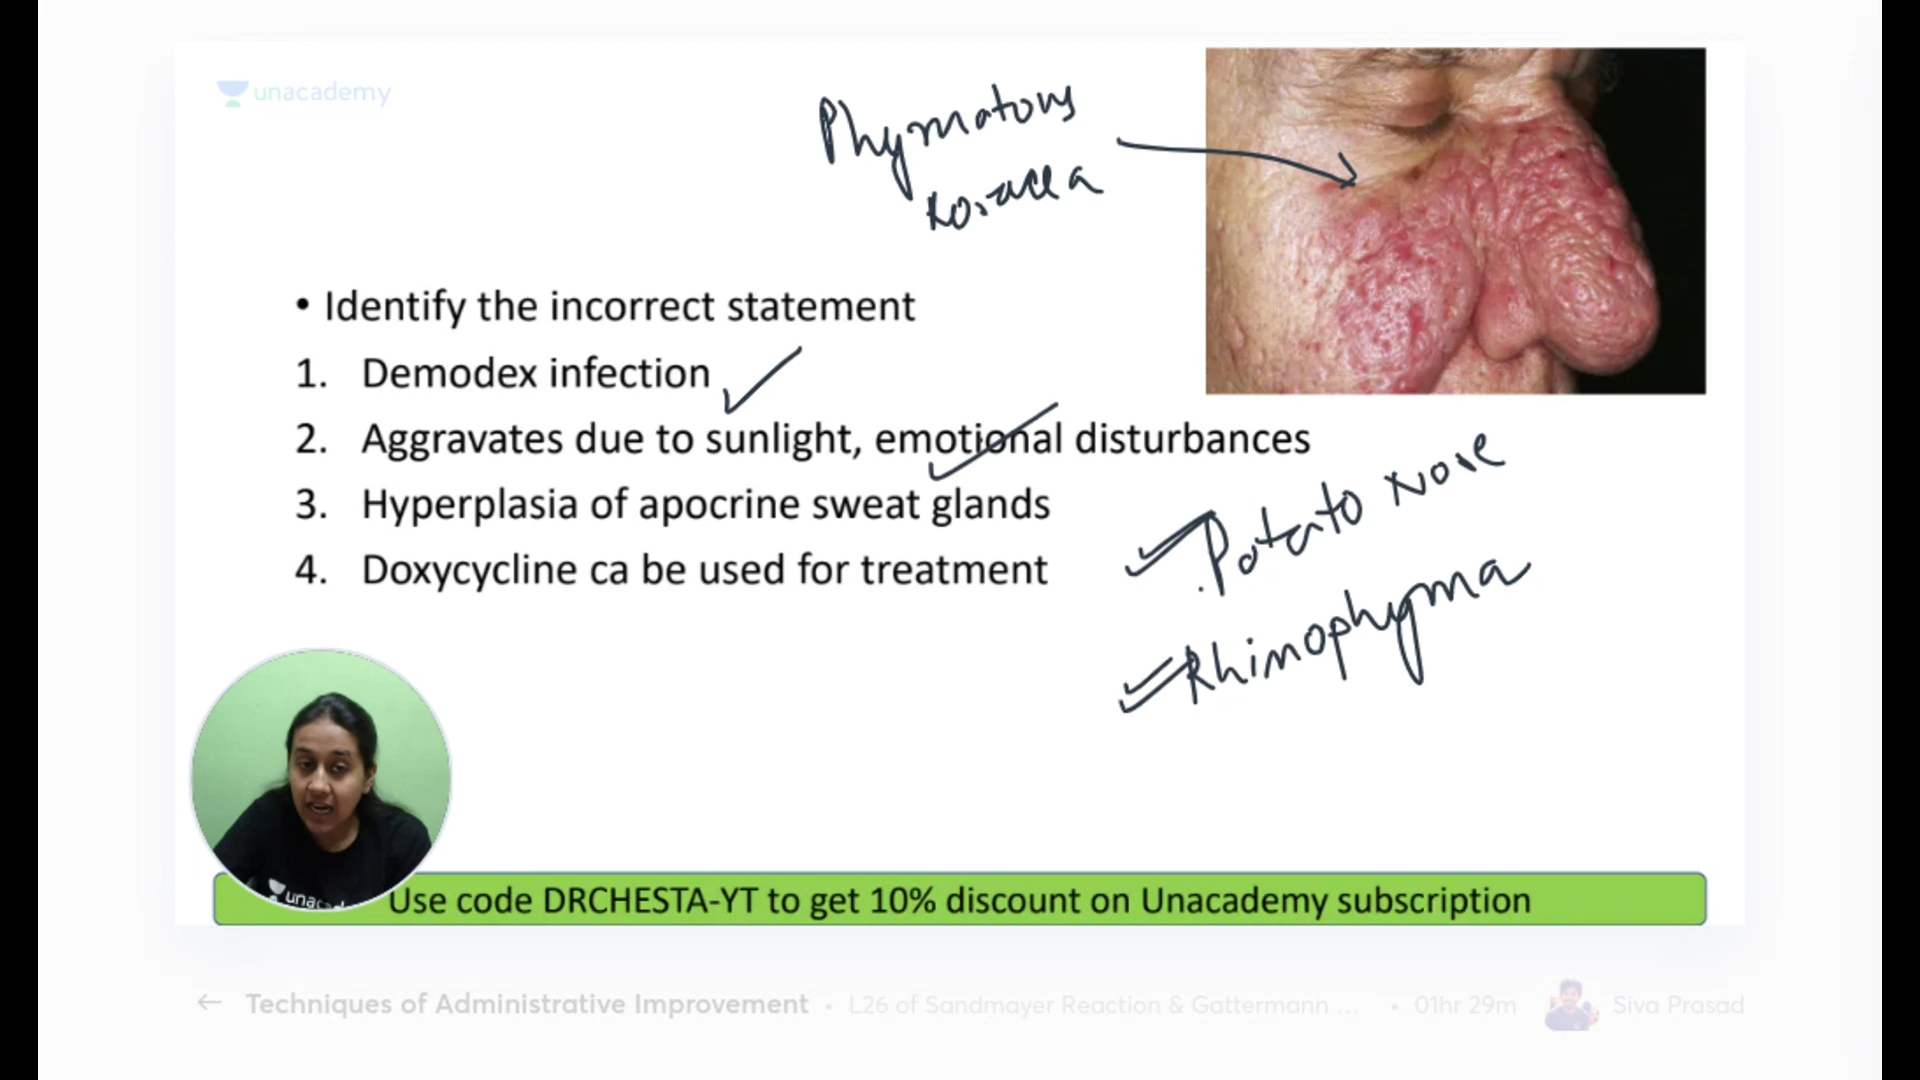 unacademy
Phymatous
rosacea
• Identify the incorrect statement
1. Demodex infection
2. Aggravates due to sunlight, emotional disturbances
3. Hyperplasia of apocrine sweat glands
4. Doxycycline ca be used for treatment
Potato Nose
Rhinophyma
Use code DRCHESTA-YT to get 10% discount on Unacademy subscription
← Techniques of Administrative Improvement • L26 of Sandmayer Reaction & Gattermann ... • 01hr 29m Siva Prasad